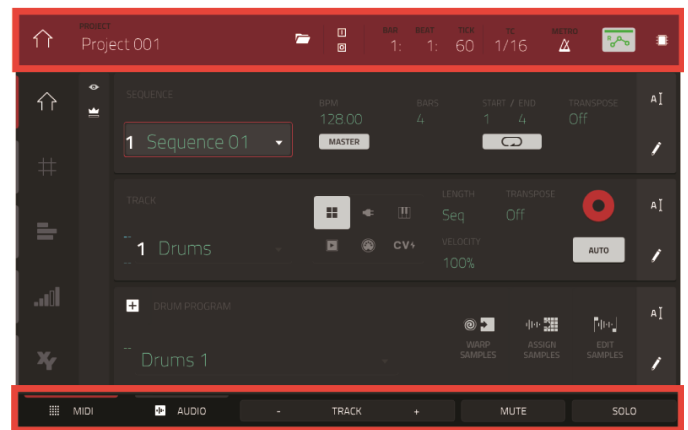 PROJECT BAR BEAT TICK TC METRO
Project 001 1: 1: 60 1/16
SEQUENCE BPM BARS START / END TRANSPOSE
128.00 4 1 4 Off
1 Sequence 01 MASTER
TRACK LENGTH TRANSPOSE
Seq Off
1 Drums CV VELOCITY AUTO
100%
DRUM PROGRAM
WARP SAMPLES ASSIGN SAMPLES EDIT SAMPLES
Drums 1
XY
MIDI AUDIO - TRACK + MUTE SOLO